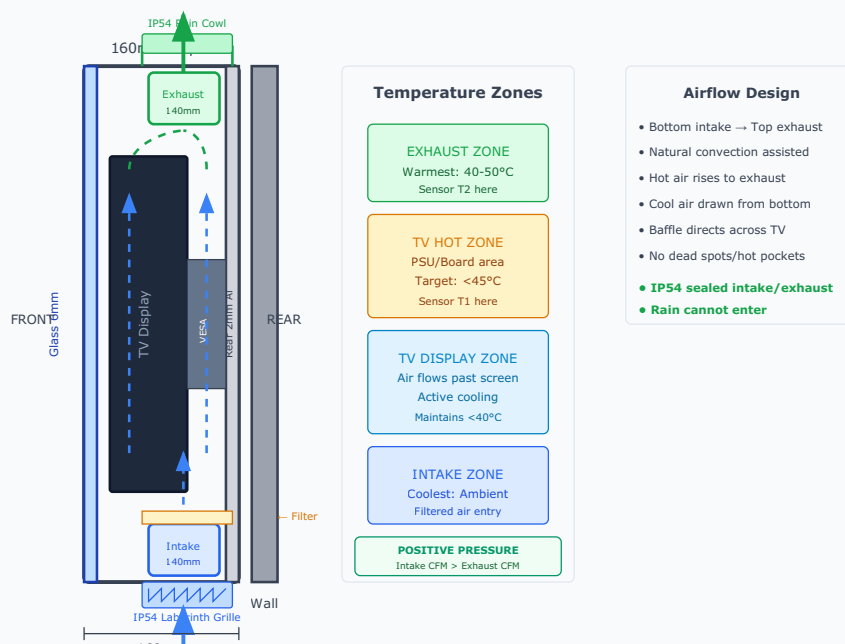 IP54 Rain Cowl
Exhaust
140mm
FRONT
Glass 6mm
TV Display
VESA
Rear 2mm Al
REAR
← Filter
Intake
140mm
IP54 Labyrinth Grille
Wall
Temperature Zones
EXHAUST ZONE
Warmest: 40-50°C
Sensor T2 here
TV HOT ZONE
PSU/Board area
Target: <45°C
Sensor T1 here
TV DISPLAY ZONE
Air flows past screen
Active cooling
Maintains <40°C
INTAKE ZONE
Coolest: Ambient
Filtered air entry
POSITIVE PRESSURE
Intake CFM > Exhaust CFM
Airflow Design
• Bottom intake → Top exhaust
• Natural convection assisted
• Hot air rises to exhaust
• Cool air drawn from bottom
• Baffle directs across TV
• No dead spots/hot pockets
• IP54 sealed intake/exhaust
• Rain cannot enter